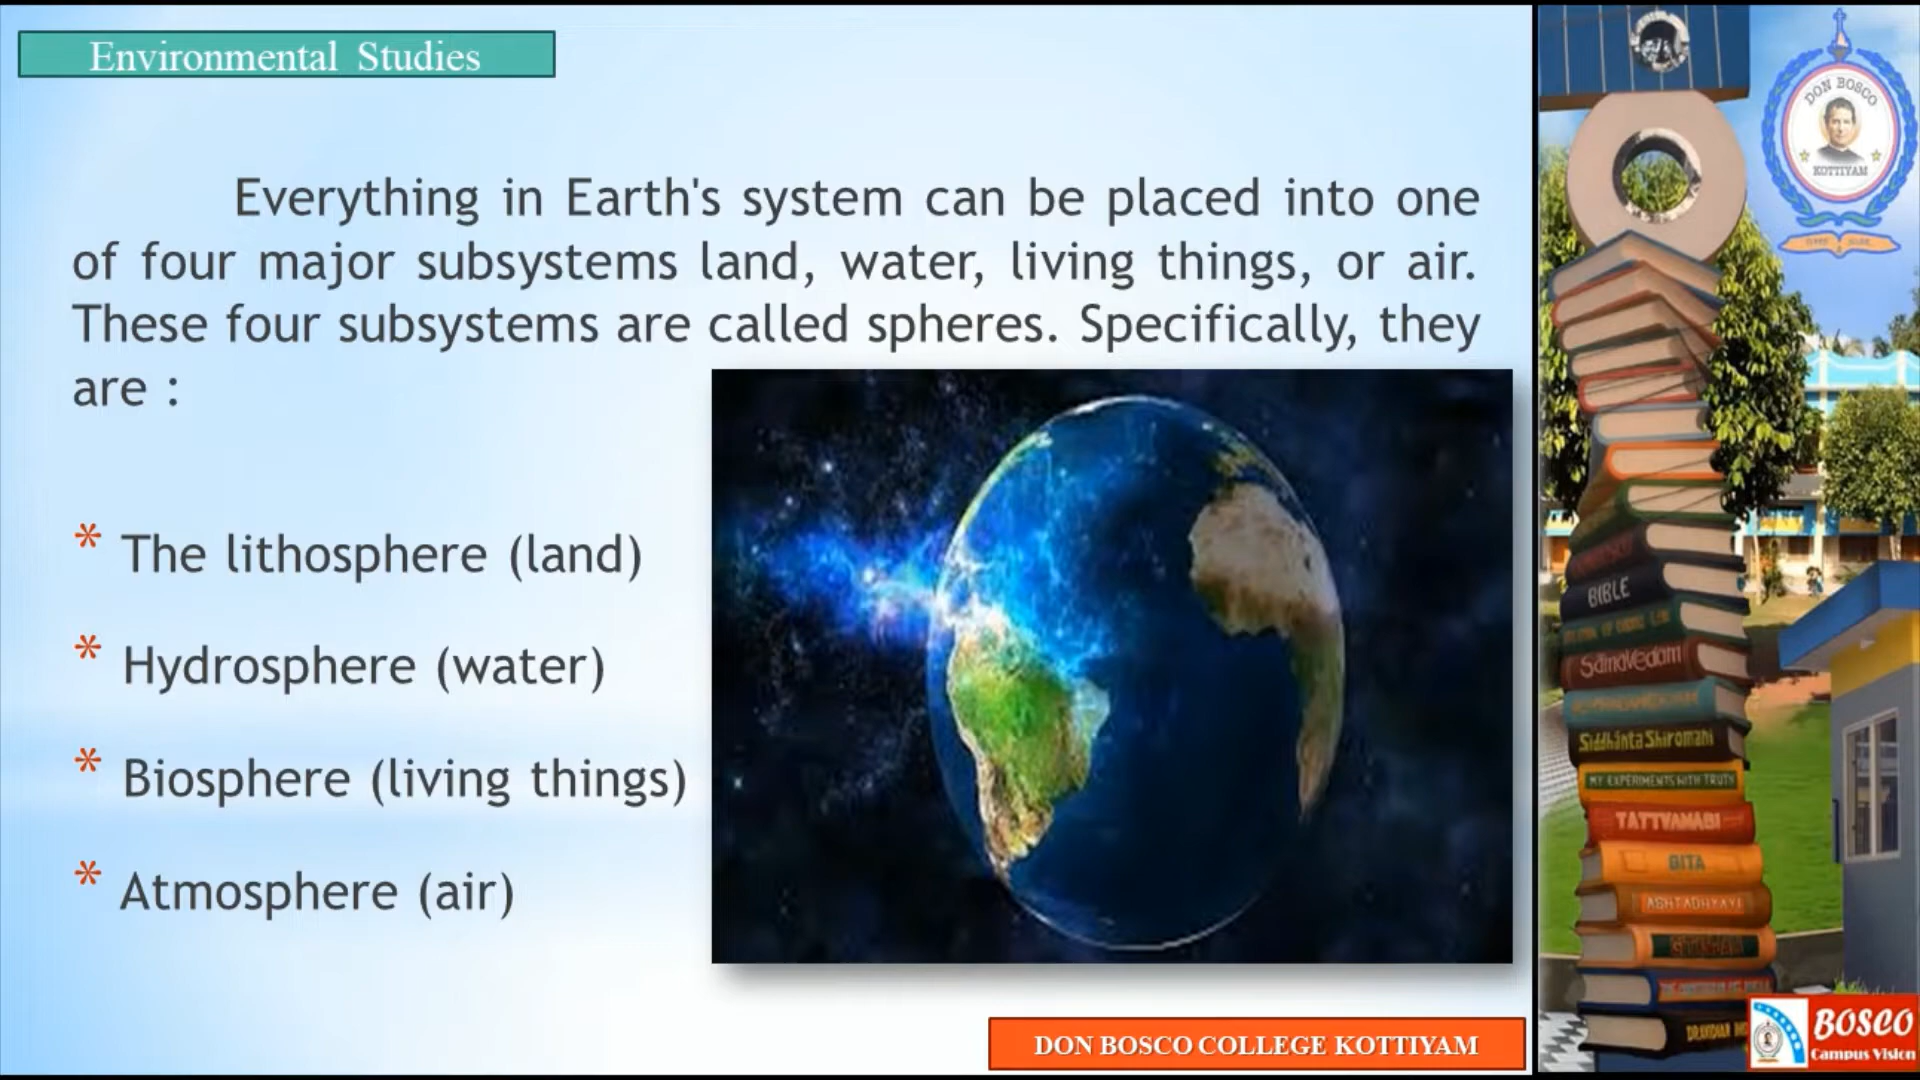 Environmental Studies
Everything in Earth's system can be placed into one
of four major subsystems land, water, living things, or air.
These four subsystems are called spheres. Specifically, they
are :
* The lithosphere (land)
* Hydrosphere (water)
* Biosphere (living things)
* Atmosphere (air)
DON BOSCO COLLEGE KOTTIYAM
DON BOSCO
KOTTIYAM
BIBLE
SamaVedam
Siddhanta Shiromani
MY EXPERIMENTS WITH TRUTH
TATTVAMASI
GITA
ASHTADHYAYI
BOSCO
Campus Vision